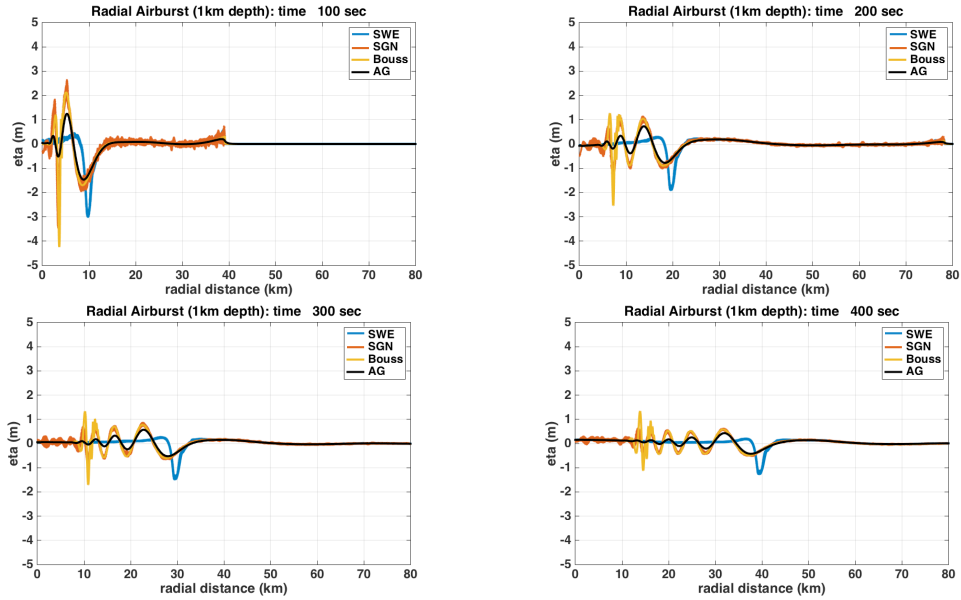 Radial Airburst (1km depth): time 100 sec
5
4
3
2
1
0
-1
-2
-3
-4
-5
eta (m)
SWE
SGN
Bouss
AG
0 10 20 30 40 50 60 70 80
radial distance (km)
Radial Airburst (1km depth): time 200 sec
5
4
3
2
1
0
-1
-2
-3
-4
-5
eta (m)
SWE
SGN
Bouss
AG
0 10 20 30 40 50 60 70 80
radial distance (km)
Radial Airburst (1km depth): time 300 sec
5
4
3
2
1
0
-1
-2
-3
-4
-5
eta (m)
SWE
SGN
Bouss
AG
0 10 20 30 40 50 60 70 80
radial distance (km)
Radial Airburst (1km depth): time 400 sec
5
4
3
2
1
0
-1
-2
-3
-4
-5
eta (m)
SWE
SGN
Bouss
AG
0 10 20 30 40 50 60 70 80
radial distance (km)